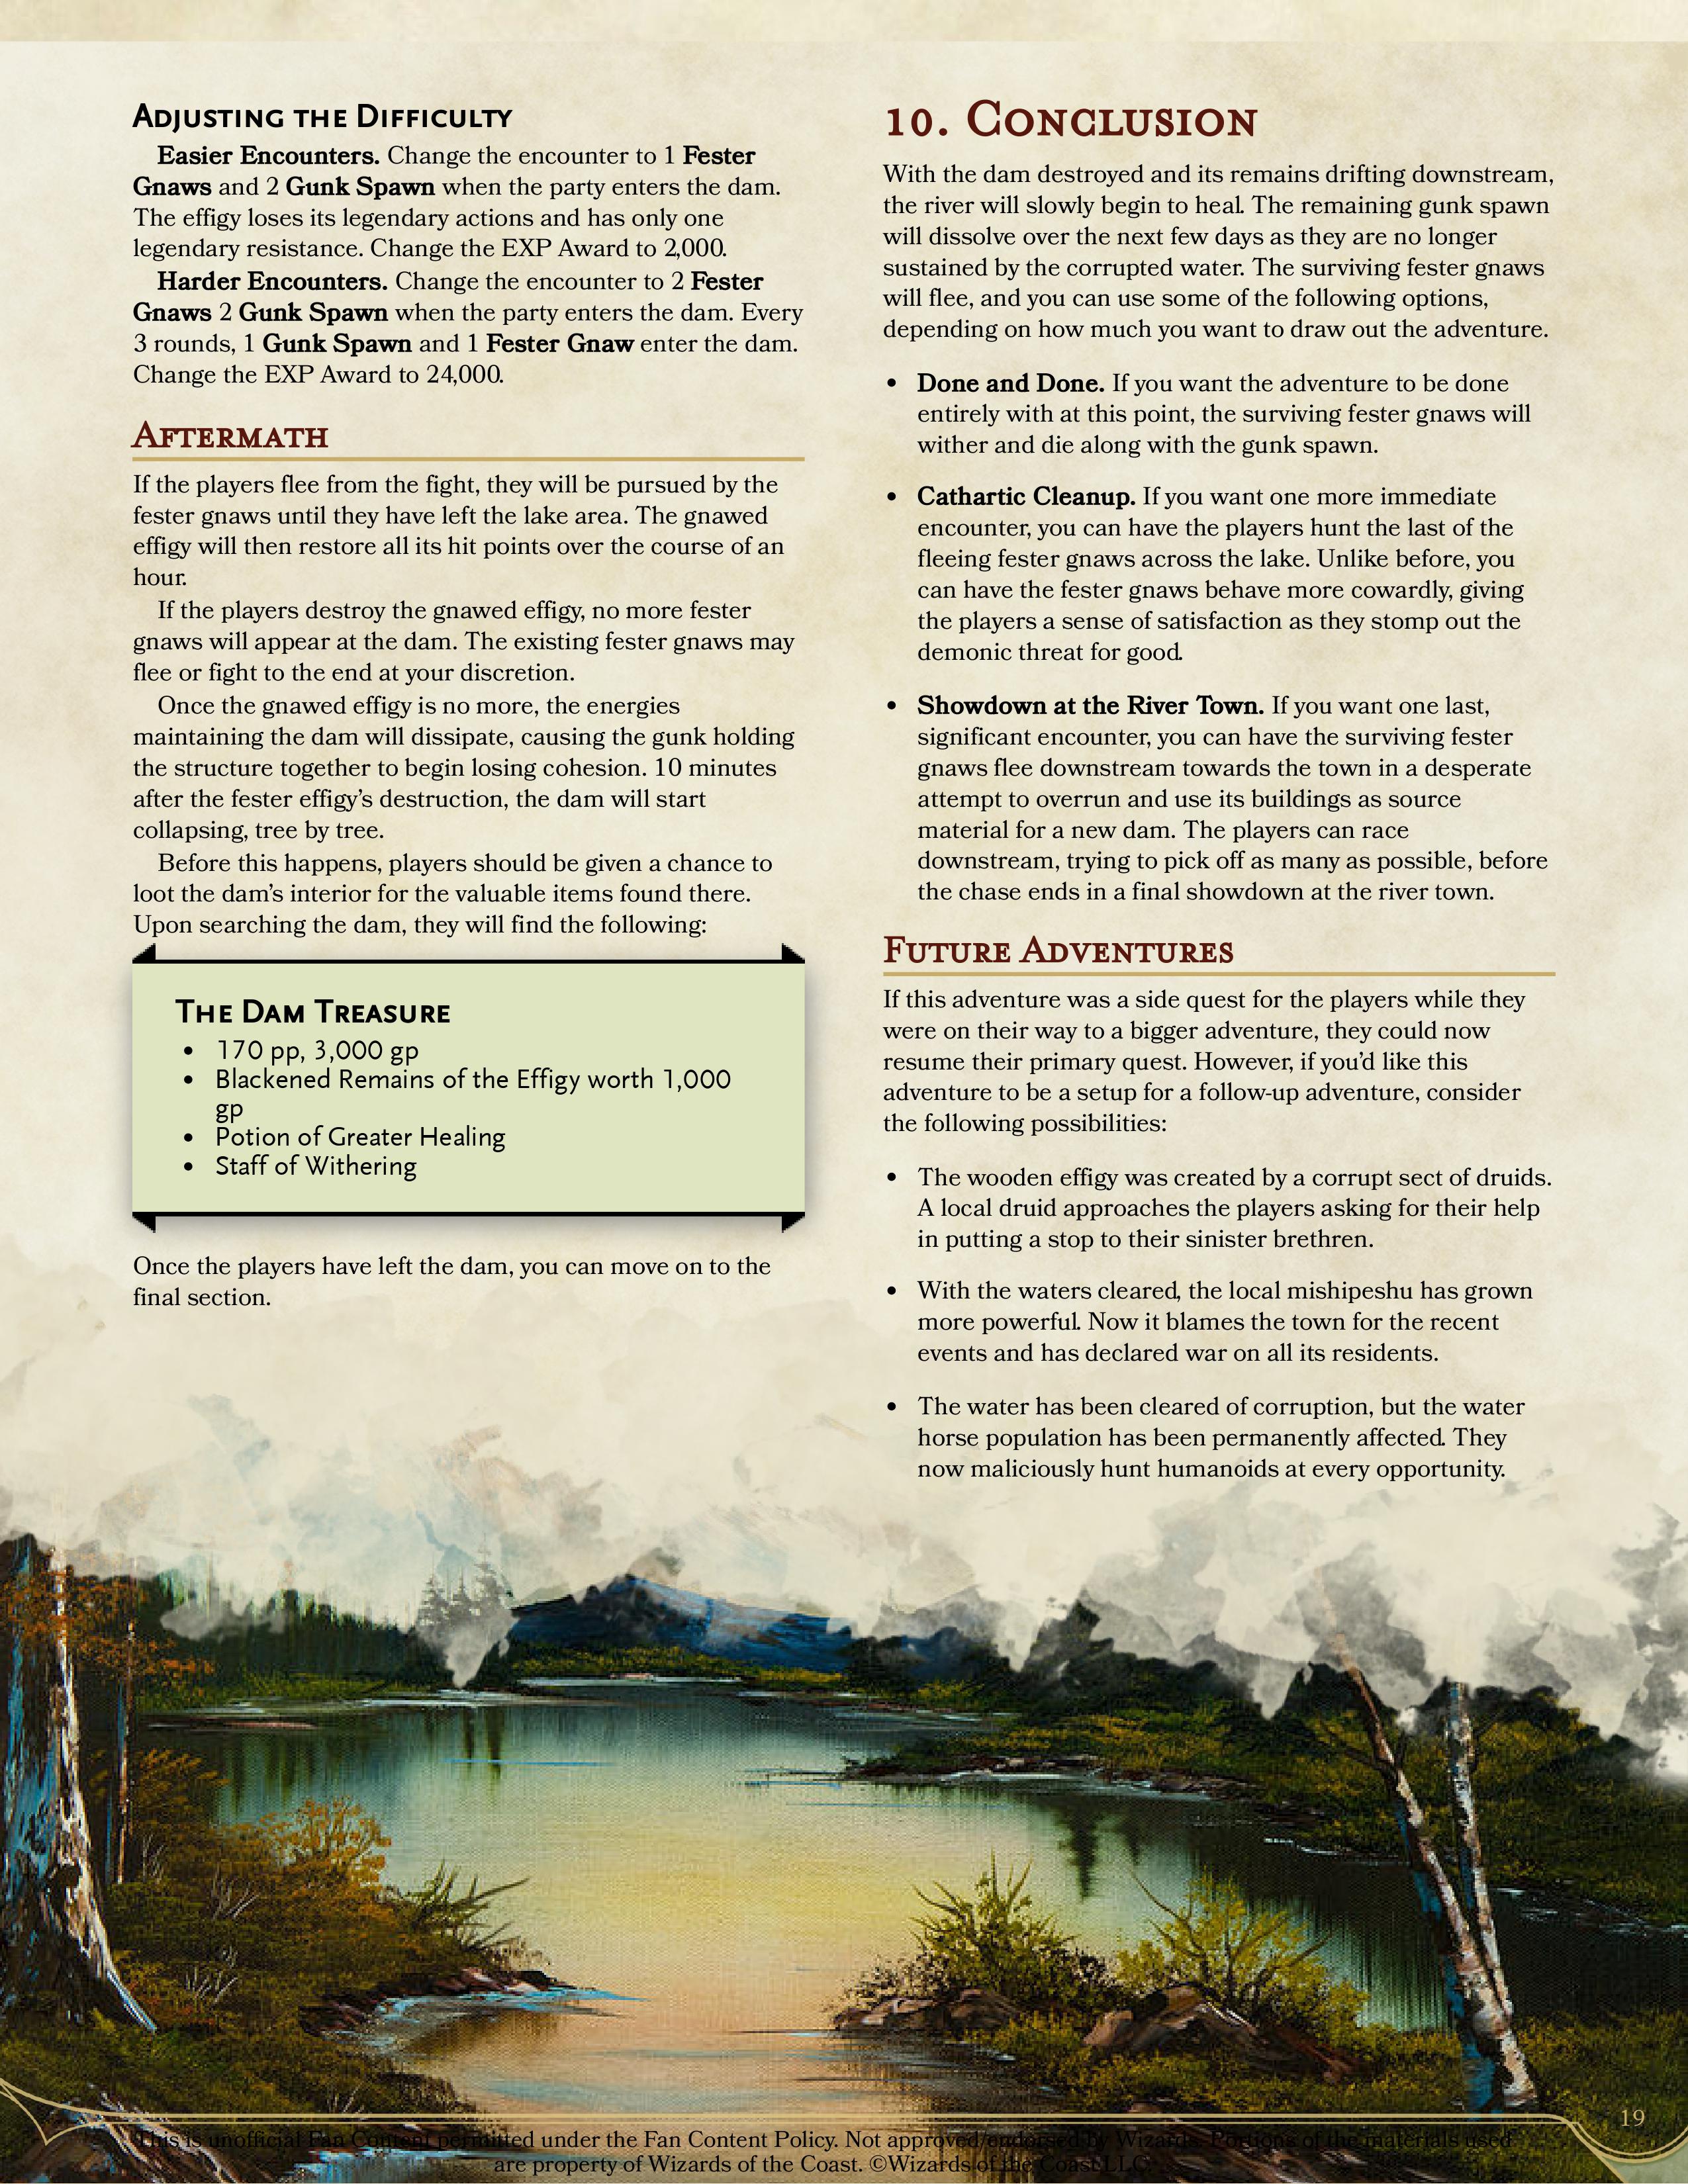 Adjusting the Difficulty
Easier Encounters. Change the encounter to 1 Fester
Gnaws and 2 Gunk Spawn when the party enters the dam.
The effigy loses its legendary actions and has only one
legendary resistance. Change the EXP Award to 2,000.
Harder Encounters. Change the encounter to 2 Fester
Gnaws 2 Gunk Spawn when the party enters the dam. Every
3 rounds, 1 Gunk Spawn and 1 Fester Gnaw enter the dam.
Change the EXP Award to 24,000.
Aftermath
If the players flee from the fight, they will be pursued by the
fester gnaws until they have left the lake area. The gnawed
effigy will then restore all its hit points over the course of an
hour.
If the players destroy the gnawed effigy, no more fester
gnaws will appear at the dam. The existing fester gnaws may
flee or fight to the end at your discretion.
Once the gnawed effigy is no more, the energies
maintaining the dam will dissipate, causing the gunk holding
the structure together to begin losing cohesion. 10 minutes
after the fester effigy's destruction, the dam will start
collapsing, tree by tree.
Before this happens, players should be given a chance to
loot the dam's interior for the valuable items found there.
Upon searching the dam, they will find the following:
The Dam Treasure
• 170 pp, 3,000 gp
• Blackened Remains of the Effigy worth 1,000
gp
• Potion of Greater Healing
• Staff of Withering
Once the players have left the dam, you can move on to the
final section.
10. Conclusion
With the dam destroyed and its remains drifting downstream,
the river will slowly begin to heal. The remaining gunk spawn
will dissolve over the next few days as they are no longer
sustained by the corrupted water. The surviving fester gnaws
will flee, and you can use some of the following options,
depending on how much you want to draw out the adventure.
• Done and Done. If you want the adventure to be done
entirely with at this point, the surviving fester gnaws will
wither and die along with the gunk spawn.
• Cathartic Cleanup. If you want one more immediate
encounter, you can have the players hunt the last of the
fleeing fester gnaws across the lake. Unlike before, you
can have the fester gnaws behave more cowardly, giving
the players a sense of satisfaction as they stomp out the
demonic threat for good.
• Showdown at the River Town. If you want one last,
significant encounter, you can have the surviving fester
gnaws flee downstream towards the town in a desperate
attempt to overrun and use its buildings as source
material for a new dam. The players can race
downstream, trying to pick off as many as possible, before
the chase ends in a final showdown at the river town.
Future Adventures
If this adventure was a side quest for the players while they
were on their way to a bigger adventure, they could now
resume their primary quest. However, if you'd like this
adventure to be a setup for a follow-up adventure, consider
the following possibilities:
• The wooden effigy was created by a corrupt sect of druids.
A local druid approaches the players asking for their help
in putting a stop to their sinister brethren.
• With the waters cleared, the local mishipeshu has grown
more powerful. Now it blames the town for the recent
events and has declared war on all its residents.
• The water has been cleared of corruption, but the water
horse population has been permanently affected. They
now maliciously hunt humanoids at every opportunity.
19
This is unofficial Fan Content permitted under the Fan Content Policy. Not approved/endorsed by Wizards. Portions of the materials used
are property of Wizards of the Coast. ©Wizards of the Coast LLC.